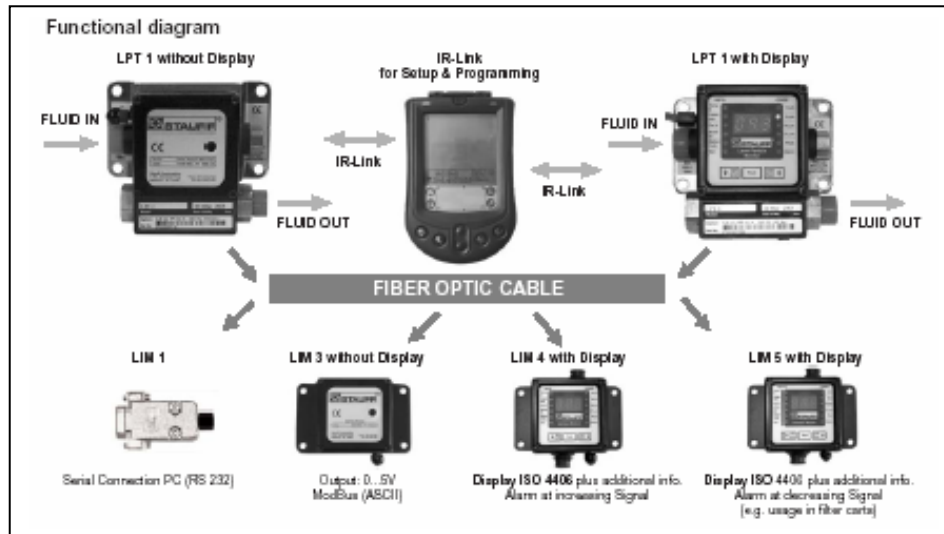 Functional diagram
LPT 1 without Display
IR-Link
for Setup & Programming
LPT 1 with Display
FLUID IN
STAUFF
IR-Link
FLUID OUT
FLUID IN
STAUFF
IR-Link
FLUID OUT
FIBER OPTIC CABLE
LIM 1
LIM 3 without Display
LIM 4 with Display
LIM 5 with Display
STAUFF
Serial Connection PC (RS 232)
Output: 0...5V
ModBus (ASCII)
Display ISO 4406 plus additional info.
Alarm at increasing Signal
Display ISO 4406 plus additional info.
Alarm at decreasing Signal
(e.g. usage in filter carts)